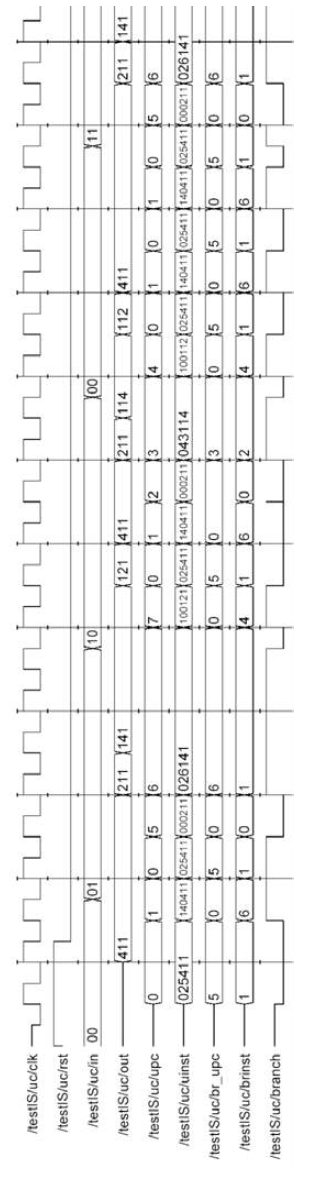 /testIS/uc/clk
/testIS/uc/rst
/testIS/uc/in 00 01 10 00 11
/testIS/uc/out 411 211 141 121 411 211 114 112 411 211 141
/testIS/uc/upc 0 1 0 5 6 7 0 1 2 3 4 0 1 0 1 0 5 6
/testIS/uc/uinst 025411 140411 025411 000211 026141 100121 025411 140411 000211 043114 100112 025411 140411 025411 140411 025411 000211 026141
/testIS/uc/br_upc 5 0 5 0 6 0 5 0 3 0 5 0 5 0 5 0 6
/testIS/uc/brinst 1 6 1 0 1 4 1 6 0 2 4 1 6 1 6 1 0 1
/testIS/uc/branch